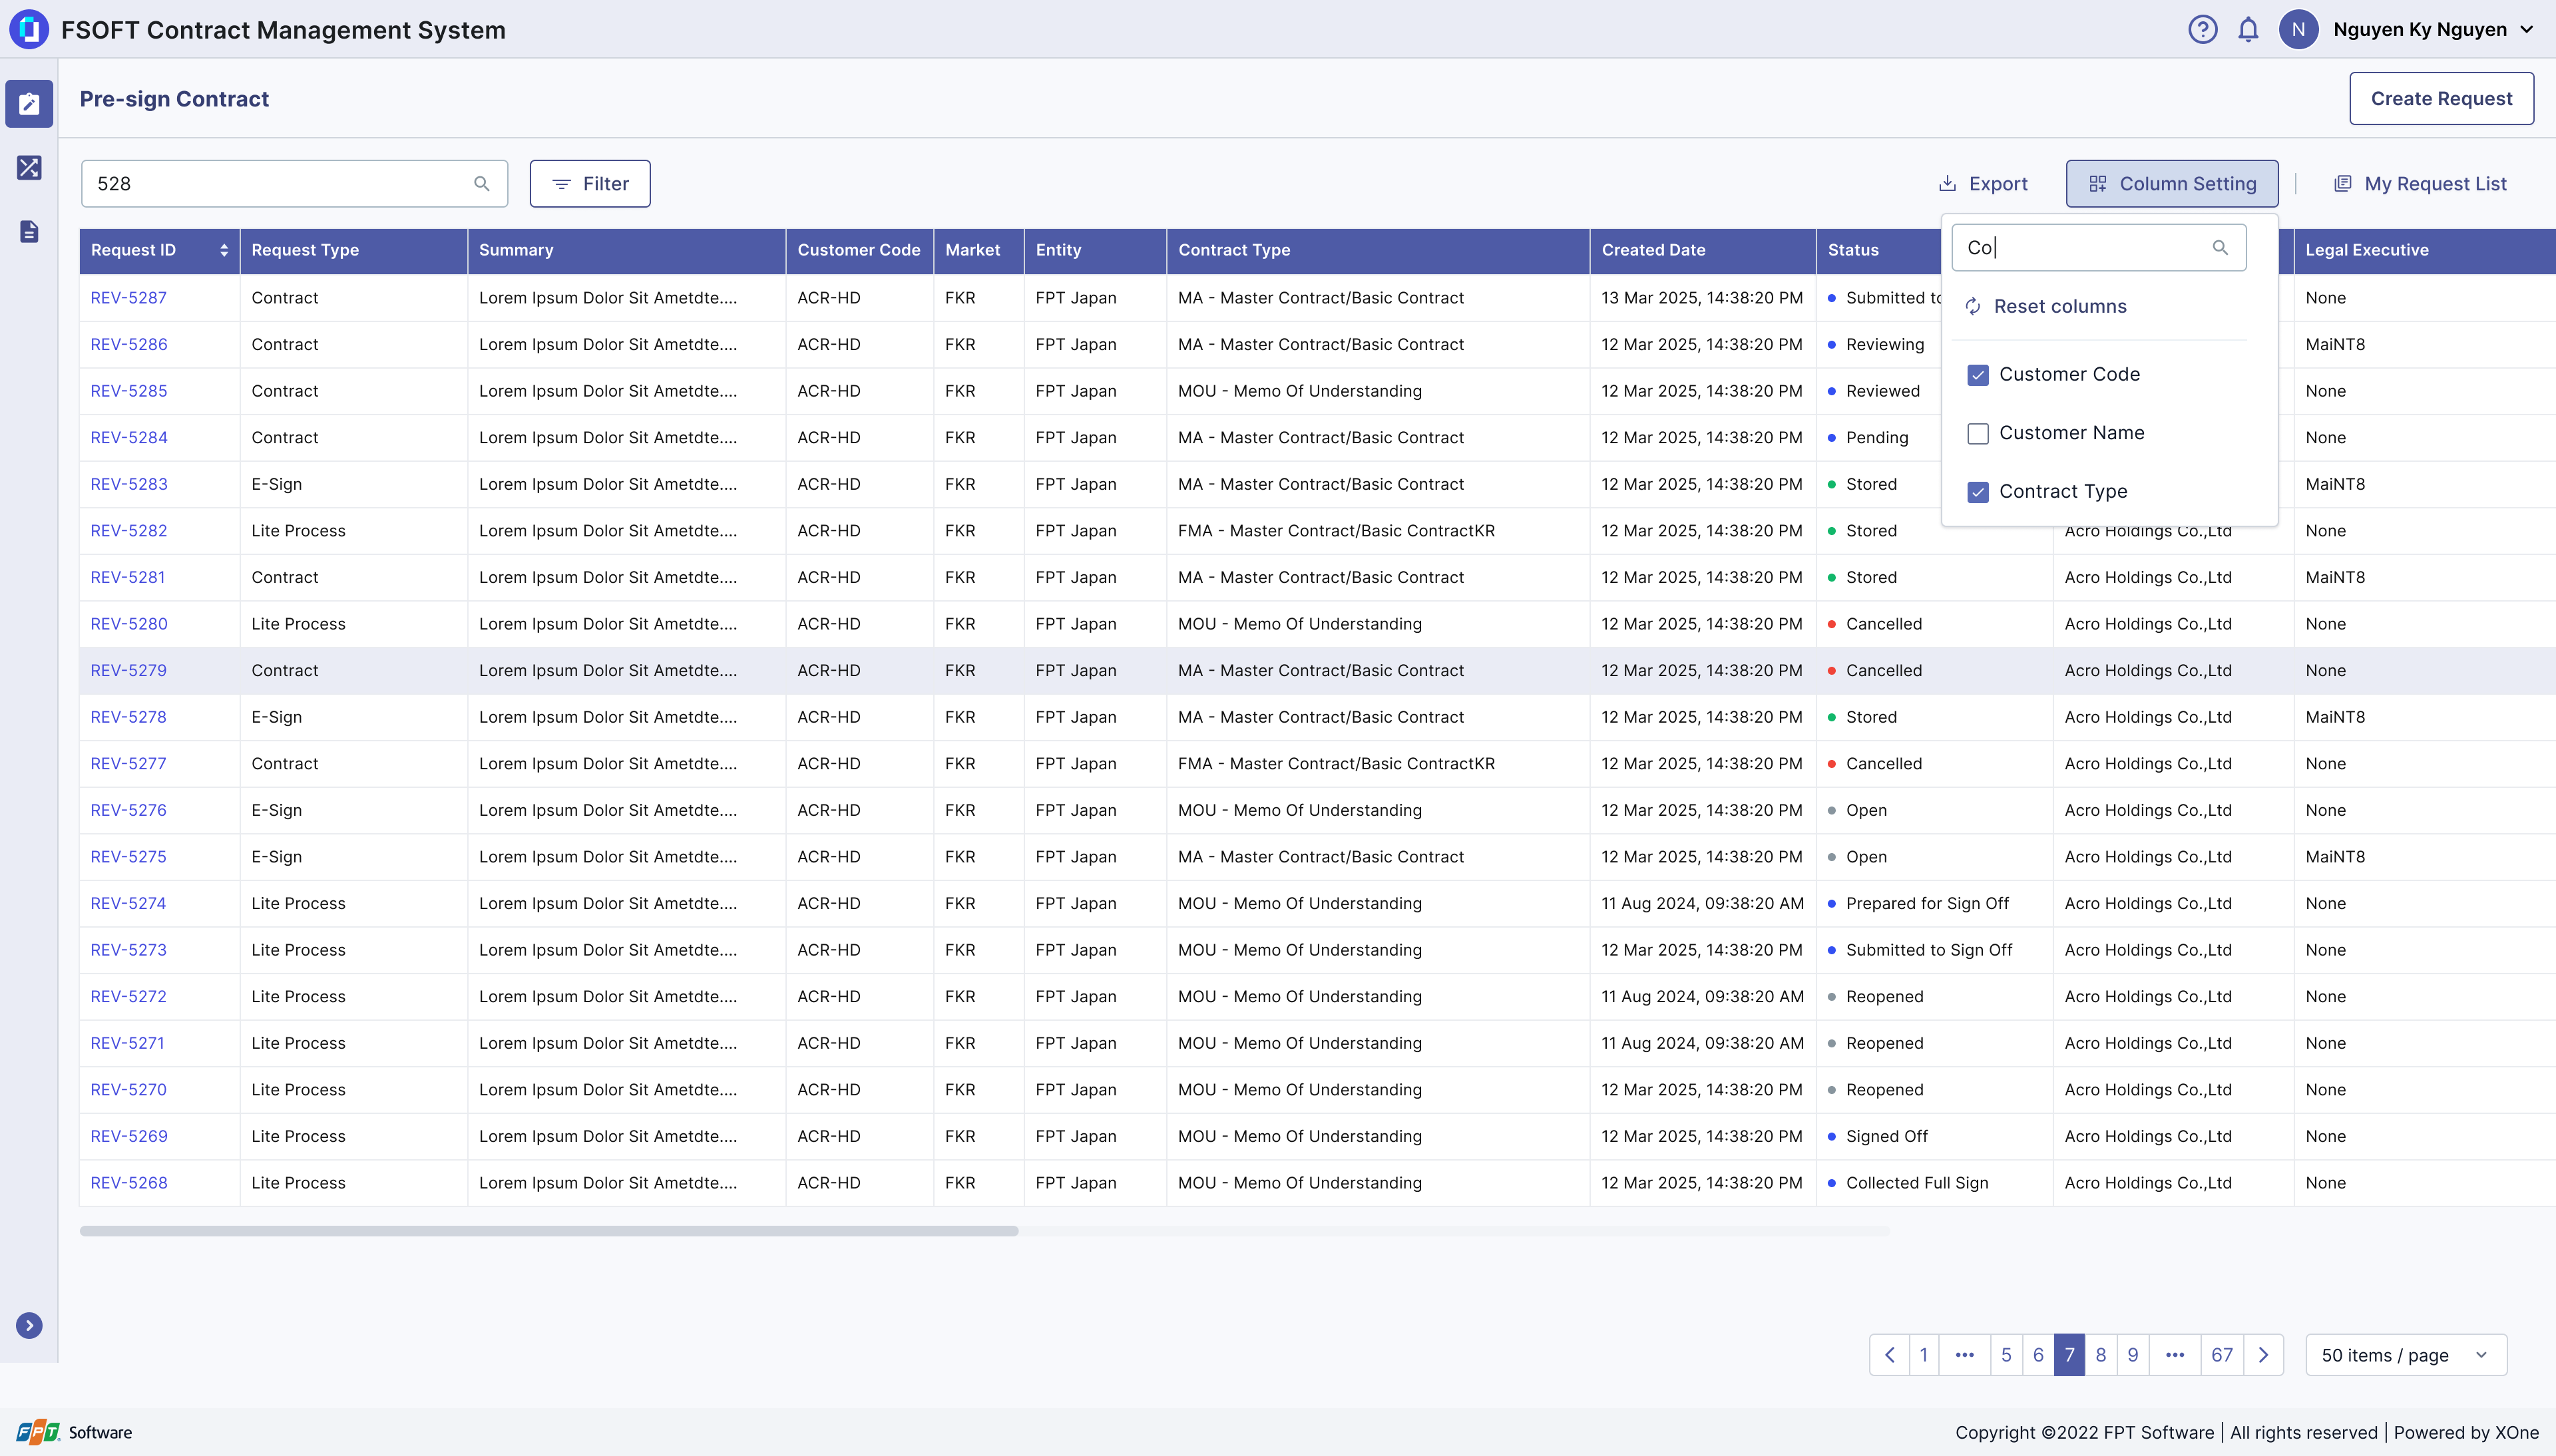 FSOFT Contract Management System
N
Nguyen Ky Nguyen
Pre-sign Contract
Create Request
528
Filter
Export
Column Setting
My Request List
Request ID Request Type Summary Customer Code Market Entity Contract Type Created Date Status Legal Executive
Co
Reset columns
Customer Code
Customer Name
Contract Type
REV-5287 Contract Lorem Ipsum Dolor Sit Ametdte.... ACR-HD FKR FPT Japan MA - Master Contract/Basic Contract 13 Mar 2025, 14:38:20 PM Submitted to None
REV-5286 Contract Lorem Ipsum Dolor Sit Ametdte.... ACR-HD FKR FPT Japan MA - Master Contract/Basic Contract 12 Mar 2025, 14:38:20 PM Reviewing MaiNT8
REV-5285 Contract Lorem Ipsum Dolor Sit Ametdte.... ACR-HD FKR FPT Japan MOU - Memo Of Understanding 12 Mar 2025, 14:38:20 PM Reviewed None
REV-5284 Contract Lorem Ipsum Dolor Sit Ametdte.... ACR-HD FKR FPT Japan MA - Master Contract/Basic Contract 12 Mar 2025, 14:38:20 PM Pending None
REV-5283 E-Sign Lorem Ipsum Dolor Sit Ametdte.... ACR-HD FKR FPT Japan MA - Master Contract/Basic Contract 12 Mar 2025, 14:38:20 PM Stored MaiNT8
REV-5282 Lite Process Lorem Ipsum Dolor Sit Ametdte.... ACR-HD FKR FPT Japan FMA - Master Contract/Basic ContractKR 12 Mar 2025, 14:38:20 PM Stored Acro Holdings Co.,Ltd None
REV-5281 Contract Lorem Ipsum Dolor Sit Ametdte.... ACR-HD FKR FPT Japan MA - Master Contract/Basic Contract 12 Mar 2025, 14:38:20 PM Stored Acro Holdings Co.,Ltd MaiNT8
REV-5280 Lite Process Lorem Ipsum Dolor Sit Ametdte.... ACR-HD FKR FPT Japan MOU - Memo Of Understanding 12 Mar 2025, 14:38:20 PM Cancelled Acro Holdings Co.,Ltd None
REV-5279 Contract Lorem Ipsum Dolor Sit Ametdte.... ACR-HD FKR FPT Japan MA - Master Contract/Basic Contract 12 Mar 2025, 14:38:20 PM Cancelled Acro Holdings Co.,Ltd None
REV-5278 E-Sign Lorem Ipsum Dolor Sit Ametdte.... ACR-HD FKR FPT Japan MA - Master Contract/Basic Contract 12 Mar 2025, 14:38:20 PM Stored Acro Holdings Co.,Ltd MaiNT8
REV-5277 Contract Lorem Ipsum Dolor Sit Ametdte.... ACR-HD FKR FPT Japan FMA - Master Contract/Basic ContractKR 12 Mar 2025, 14:38:20 PM Cancelled Acro Holdings Co.,Ltd None
REV-5276 E-Sign Lorem Ipsum Dolor Sit Ametdte.... ACR-HD FKR FPT Japan MOU - Memo Of Understanding 12 Mar 2025, 14:38:20 PM Open Acro Holdings Co.,Ltd None
REV-5275 E-Sign Lorem Ipsum Dolor Sit Ametdte.... ACR-HD FKR FPT Japan MA - Master Contract/Basic Contract 12 Mar 2025, 14:38:20 PM Open Acro Holdings Co.,Ltd MaiNT8
REV-5274 Lite Process Lorem Ipsum Dolor Sit Ametdte.... ACR-HD FKR FPT Japan MOU - Memo Of Understanding 11 Aug 2024, 09:38:20 AM Prepared for Sign Off Acro Holdings Co.,Ltd None
REV-5273 Lite Process Lorem Ipsum Dolor Sit Ametdte.... ACR-HD FKR FPT Japan MOU - Memo Of Understanding 12 Mar 2025, 14:38:20 PM Submitted to Sign Off Acro Holdings Co.,Ltd None
REV-5272 Lite Process Lorem Ipsum Dolor Sit Ametdte.... ACR-HD FKR FPT Japan MOU - Memo Of Understanding 11 Aug 2024, 09:38:20 AM Reopened Acro Holdings Co.,Ltd None
REV-5271 Lite Process Lorem Ipsum Dolor Sit Ametdte.... ACR-HD FKR FPT Japan MOU - Memo Of Understanding 11 Aug 2024, 09:38:20 AM Reopened Acro Holdings Co.,Ltd None
REV-5270 Lite Process Lorem Ipsum Dolor Sit Ametdte.... ACR-HD FKR FPT Japan MOU - Memo Of Understanding 12 Mar 2025, 14:38:20 PM Reopened Acro Holdings Co.,Ltd None
REV-5269 Lite Process Lorem Ipsum Dolor Sit Ametdte.... ACR-HD FKR FPT Japan MOU - Memo Of Understanding 12 Mar 2025, 14:38:20 PM Signed Off Acro Holdings Co.,Ltd None
REV-5268 Lite Process Lorem Ipsum Dolor Sit Ametdte.... ACR-HD FKR FPT Japan MOU - Memo Of Understanding 12 Mar 2025, 14:38:20 PM Collected Full Sign Acro Holdings Co.,Ltd None
1 ••• 5 6 7 8 9 ••• 67
50 items / page
FPT Software
Copyright ©2022 FPT Software | All rights reserved | Powered by XOne